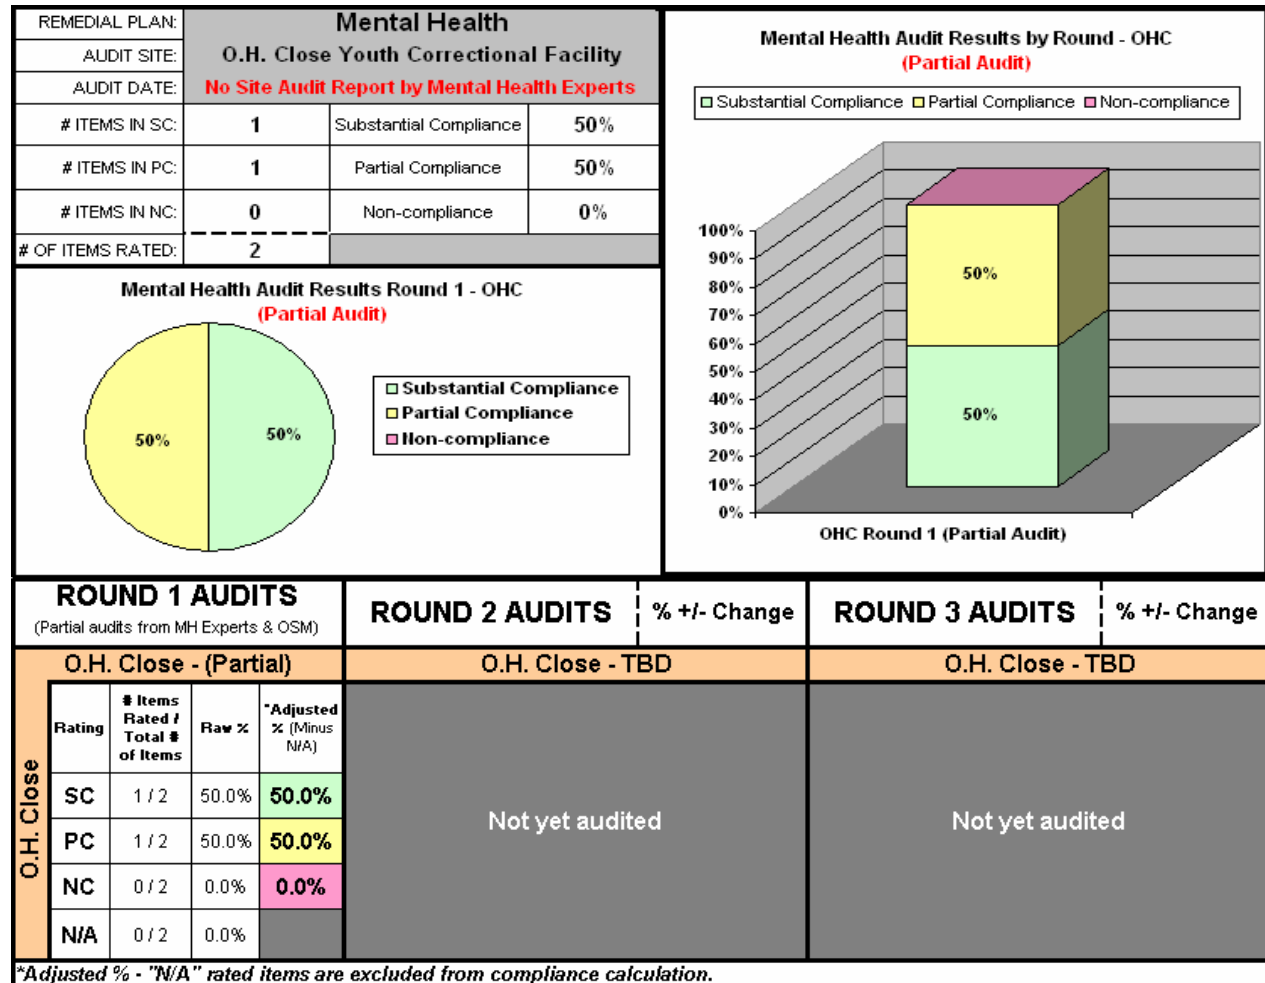 REMEDIAL PLAN: Mental Health
AUDIT SITE: O.H. Close Youth Correctional Facility
AUDIT DATE: No Site Audit Report by Mental Health Experts
# ITEMS IN SC: 1 Substantial Compliance 50%
# ITEMS IN PC: 1 Partial Compliance 50%
# ITEMS IN NC: 0 Non-compliance 0%
# OF ITEMS RATED: 2
Mental Health Audit Results Round 1 - OHC
(Partial Audit)
50% 50%
Substantial Compliance
Partial Compliance
Non-compliance
Mental Health Audit Results by Round - OHC
(Partial Audit)
Substantial Compliance Partial Compliance Non-compliance
100%
90%
80%
70%
60%
50%
40%
30%
20%
10%
0%
50%
50%
OHC Round 1 (Partial Audit)
ROUND 1 AUDITS
(Partial audits from MH Experts & OSM)
ROUND 2 AUDITS % +/- Change
ROUND 3 AUDITS % +/- Change
O.H. Close - (Partial)
O.H. Close - TBD
O.H. Close - TBD
O.H. Close
Rating
# Items
Rated /
Total #
of Items
Raw %
*Adjusted
% (Minus
N/A)
SC 1 / 2 50.0% 50.0%
PC 1 / 2 50.0% 50.0%
NC 0 / 2 0.0% 0.0%
N/A 0 / 2 0.0%
Not yet audited
Not yet audited
*Adjusted % - "N/A" rated items are excluded from compliance calculation.